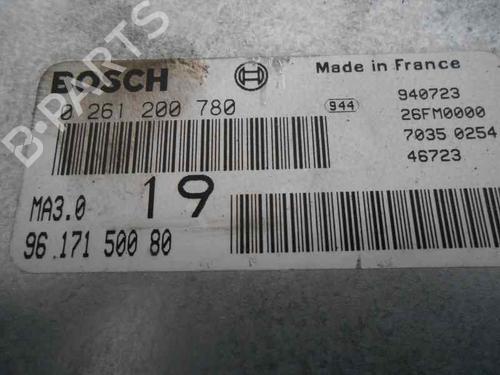 B-PARTS
BOSCH
Made in France
0 261 200 780
944
940723
26FM0000
7035 0254
46723
MA3.0
19
96.171 500 80